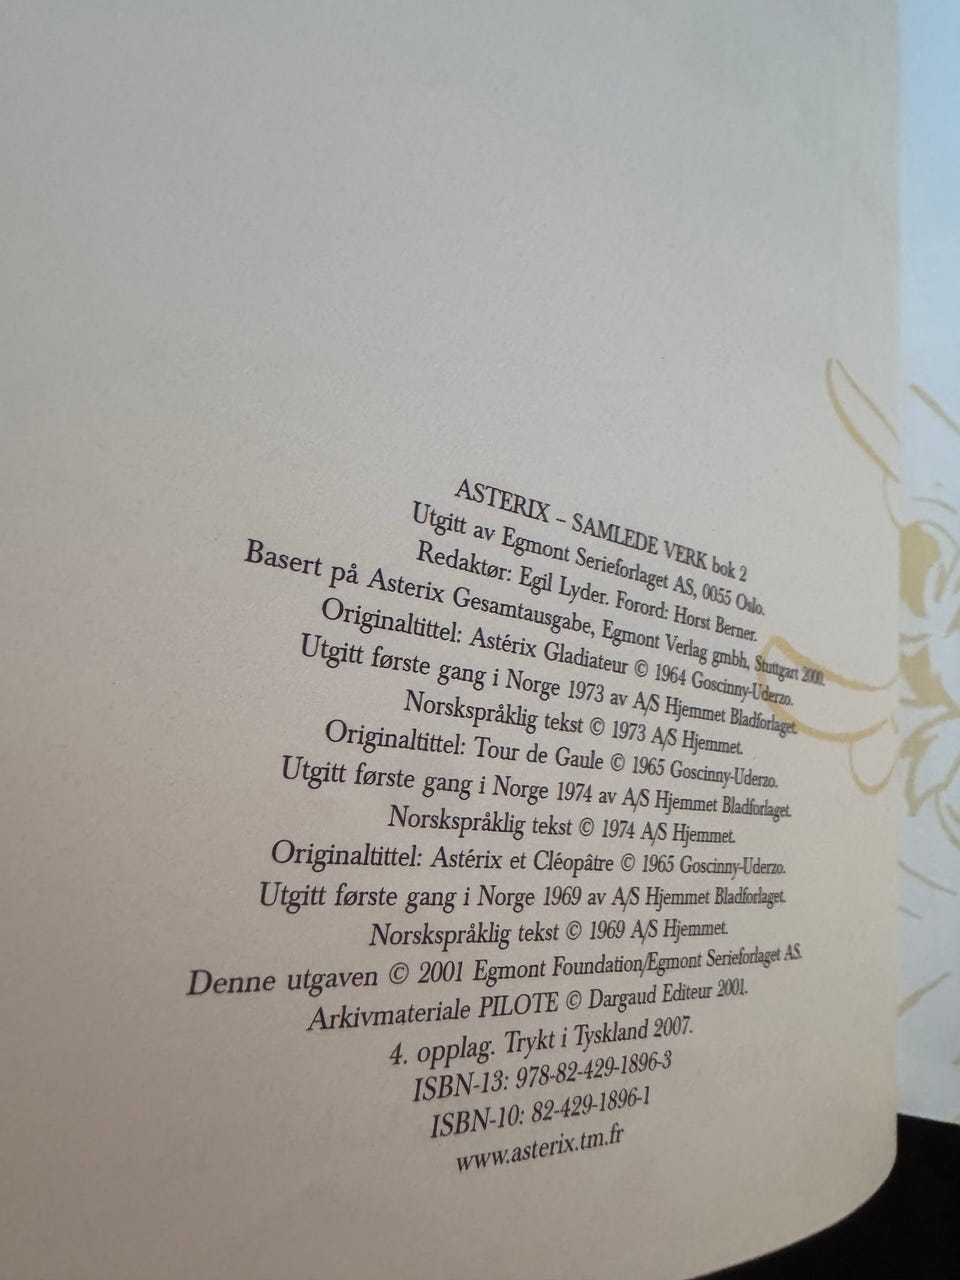 ASTERIX – SAMLEDE VERK bok 2
Utgitt av Egmont Serieforlaget AS, 0055 Oslo.
Redaktør: Egil Lyder. Forord: Horst Berner.
Basert på Asterix Gesamtausgabe, Egmont Verlag gmbh, Stuttgart 2000.
Originaltittel: Astérix Gladiateur © 1964 Goscinny-Uderzo.
Utgitt første gang i Norge 1973 av A/S Hjemmet Bladforlaget.
Norskspråklig tekst © 1973 A/S Hjemmet.
Originaltittel: Tour de Gaule © 1965 Goscinny-Uderzo.
Utgitt første gang i Norge 1974 av A/S Hjemmet Bladforlaget.
Norskspråklig tekst © 1974 A/S Hjemmet.
Originaltittel: Astérix et Cléopâtre © 1965 Goscinny-Uderzo.
Utgitt første gang i Norge 1969 av A/S Hjemmet Bladforlaget.
Norskspråklig tekst © 1969 A/S Hjemmet.
Denne utgaven © 2001 Egmont Foundation/Egmont Serieforlaget AS.
Arkivmateriale PILOTE © Dargaud Editeur 2001.
4. opplag. Trykt i Tyskland 2007.
ISBN-13: 978-82-429-1896-3
ISBN-10: 82-429-1896-1
www.asterix.tm.fr